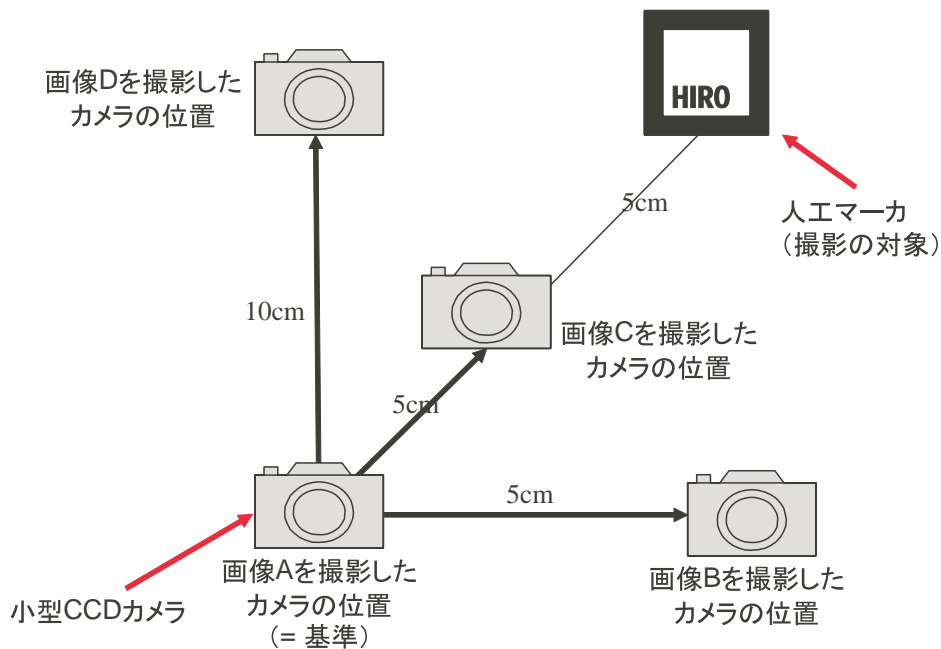 画像Dを撮影した
カメラの位置
HIRO
5cm
人工マーカ
（撮影の対象）
10cm
画像Cを撮影した
カメラの位置
5cm
5cm
画像Aを撮影した
カメラの位置
（= 基準）
画像Bを撮影した
カメラの位置
小型CCDカメラ